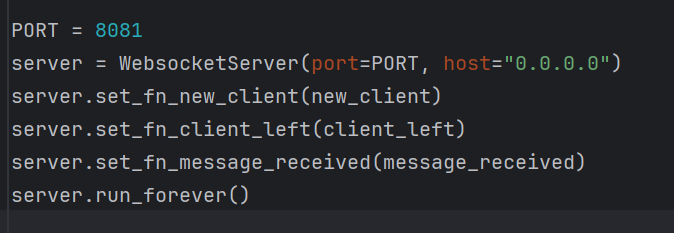 PORT = 8081
server = WebsocketServer(port=PORT, host="0.0.0.0")
server.set_fn_new_client(new_client)
server.set_fn_client_left(client_left)
server.set_fn_message_received(message_received)
server.run_forever()